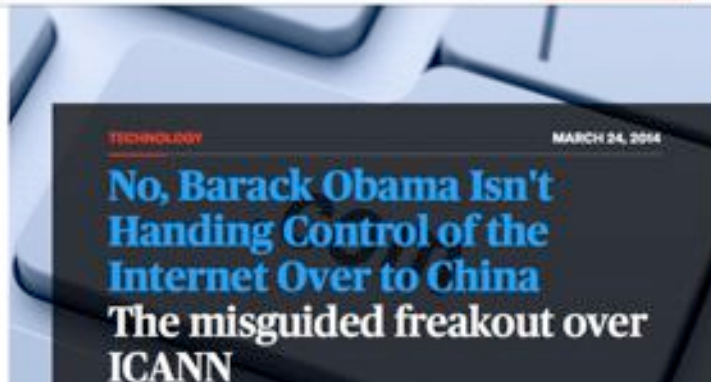 TECHNOLOGY
MARCH 24, 2014
No, Barack Obama Isn't
Handing Control of the
Internet Over to China
The misguided freakout over
ICANN